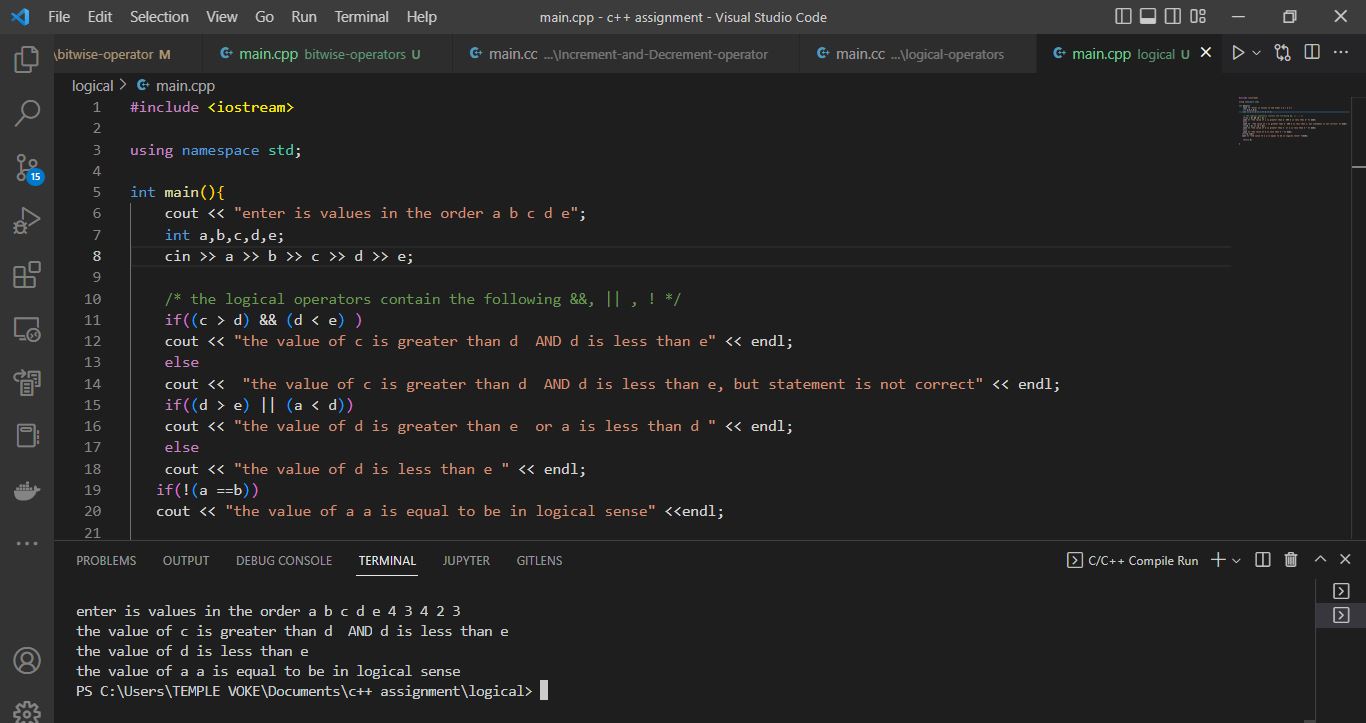 File Edit Selection View Go Run Terminal Help main.cpp - c++ assignment - Visual Studio Code
\bitwise-operator M main.cpp bitwise-operators U main.cc ...\Increment-and-Decrement-operator main.cc ...\logical-operators main.cpp logical U
logical > main.cpp
1 #include <iostream>
2
3 using namespace std;
4
5 int main(){
6 cout << "enter is values in the order a b c d e";
7 int a,b,c,d,e;
8 cin >> a >> b >> c >> d >> e;
9
10 /* the logical operators contain the following &&, || , ! */
11 if((c > d) && (d < e) )
12 cout << "the value of c is greater than d  AND d is less than e" << endl;
13 else
14 cout <<  "the value of c is greater than d  AND d is less than e, but statement is not correct" << endl;
15 if((d > e) || (a < d))
16 cout << "the value of d is greater than e  or a is less than d " << endl;
17 else
18 cout << "the value of d is less than e " << endl;
19 if(!(a ==b))
20 cout << "the value of a a is equal to be in logical sense" <<endl;
21
15
PROBLEMS OUTPUT DEBUG CONSOLE TERMINAL JUPYTER GITLENS C/C++ Compile Run
enter is values in the order a b c d e 4 3 4 2 3
the value of c is greater than d  AND d is less than e
the value of d is less than e
the value of a a is equal to be in logical sense
PS C:\Users\TEMPLE VOKE\Documents\c++ assignment\logical>